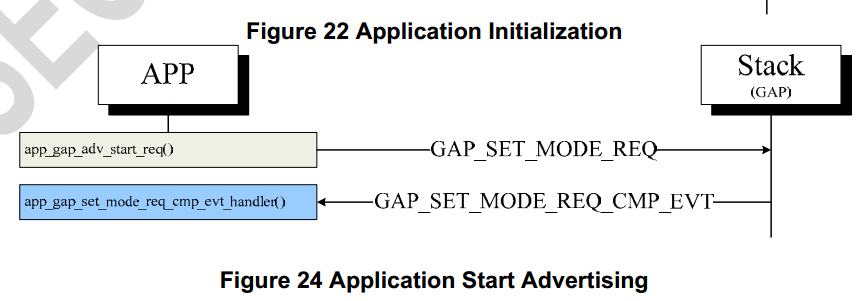 Figure 22 Application Initialization
APP
Stack
(GAP)
app_gap_adv_start_req()
GAP_SET_MODE_REQ
app_gap_set_mode_req_cmp_evt_handler()
GAP_SET_MODE_REQ_CMP_EVT
Figure 24 Application Start Advertising